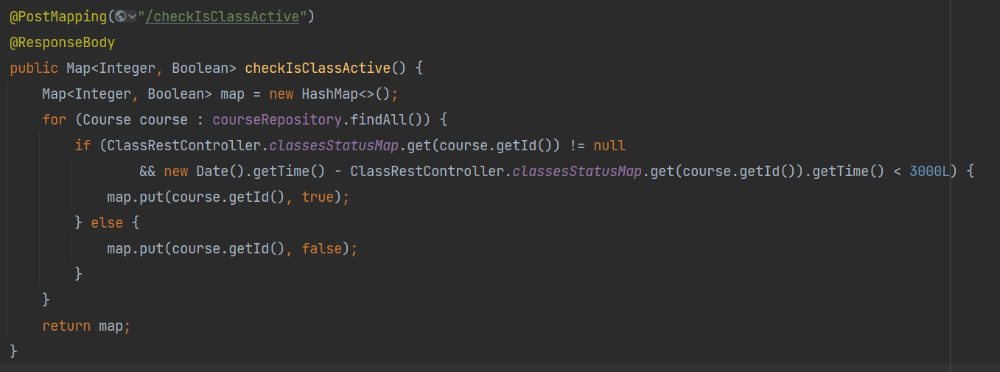 @PostMapping("/checkIsClassActive")
@ResponseBody
public Map<Integer, Boolean> checkIsClassActive() {
    Map<Integer, Boolean> map = new HashMap<>();
    for (Course course : courseRepository.findAll()) {
        if (ClassRestController.classesStatusMap.get(course.getId()) != null
                && new Date().getTime() - ClassRestController.classesStatusMap.get(course.getId()).getTime() < 3000L) {
            map.put(course.getId(), true);
        } else {
            map.put(course.getId(), false);
        }
    }
    return map;
}